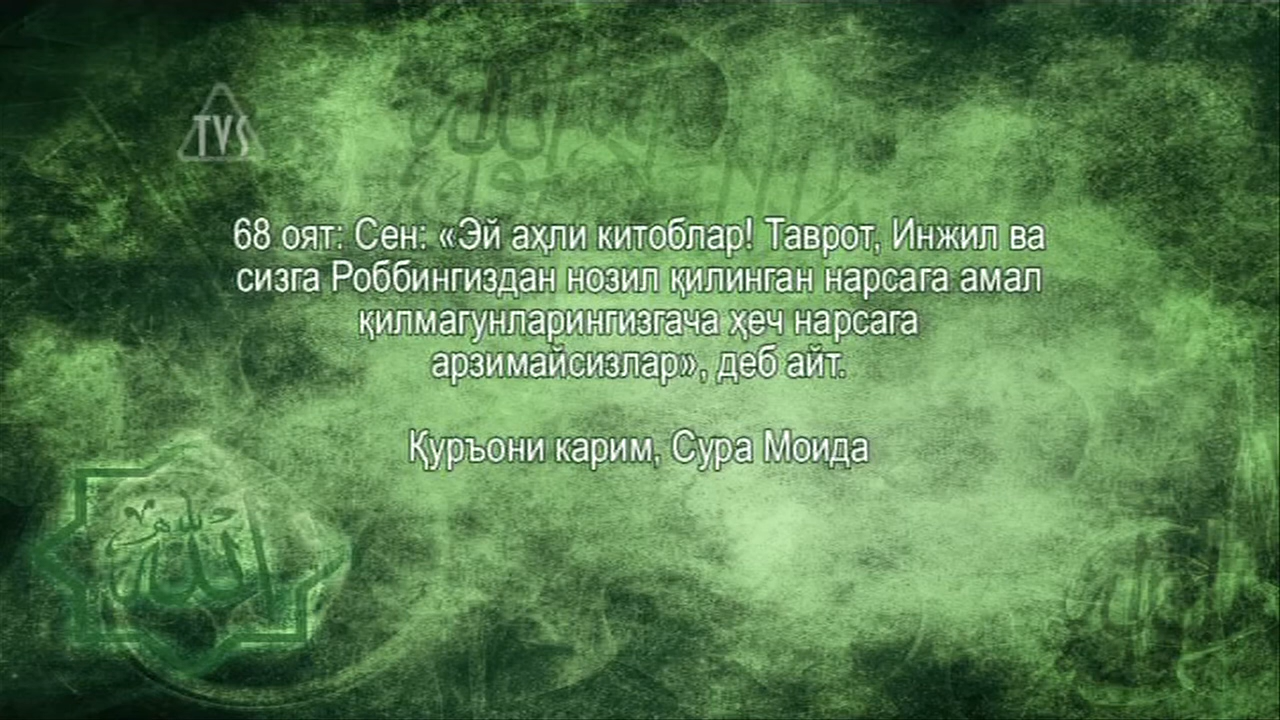 TVS
68 оят: Сен: «Эй аҳли китоблар! Таврот, Инжил ва
сизга Роббингиздан нозил қилинган нарсага амал
қилмагунларингизгача ҳеч нарсага
арзимайсизлар», деб айт.
Қуръони карим, Сура Моида
الله